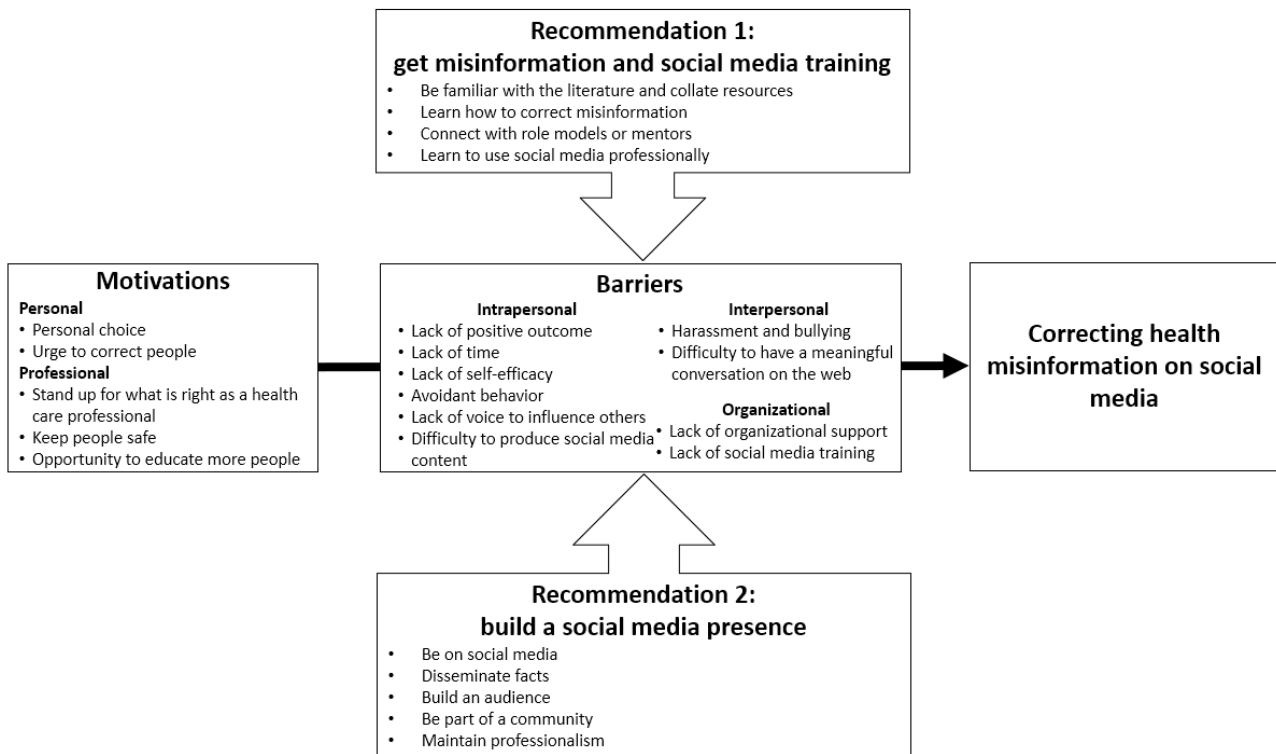 Recommendation 1:
get misinformation and social media training
• Be familiar with the literature and collate resources
• Learn how to correct misinformation
• Connect with role models or mentors
• Learn to use social media professionally
Motivations
Personal
• Personal choice
• Urge to correct people
Professional
• Stand up for what is right as a health
care professional
• Keep people safe
• Opportunity to educate more people
Barriers
Intrapersonal
• Lack of positive outcome
• Lack of time
• Lack of self-efficacy
• Avoidant behavior
• Lack of voice to influence others
• Difficulty to produce social media
content
Interpersonal
• Harassment and bullying
• Difficulty to have a meaningful
conversation on the web
Organizational
• Lack of organizational support
• Lack of social media training
Correcting health
misinformation on social
media
Recommendation 2:
build a social media presence
• Be on social media
• Disseminate facts
• Build an audience
• Be part of a community
• Maintain professionalism